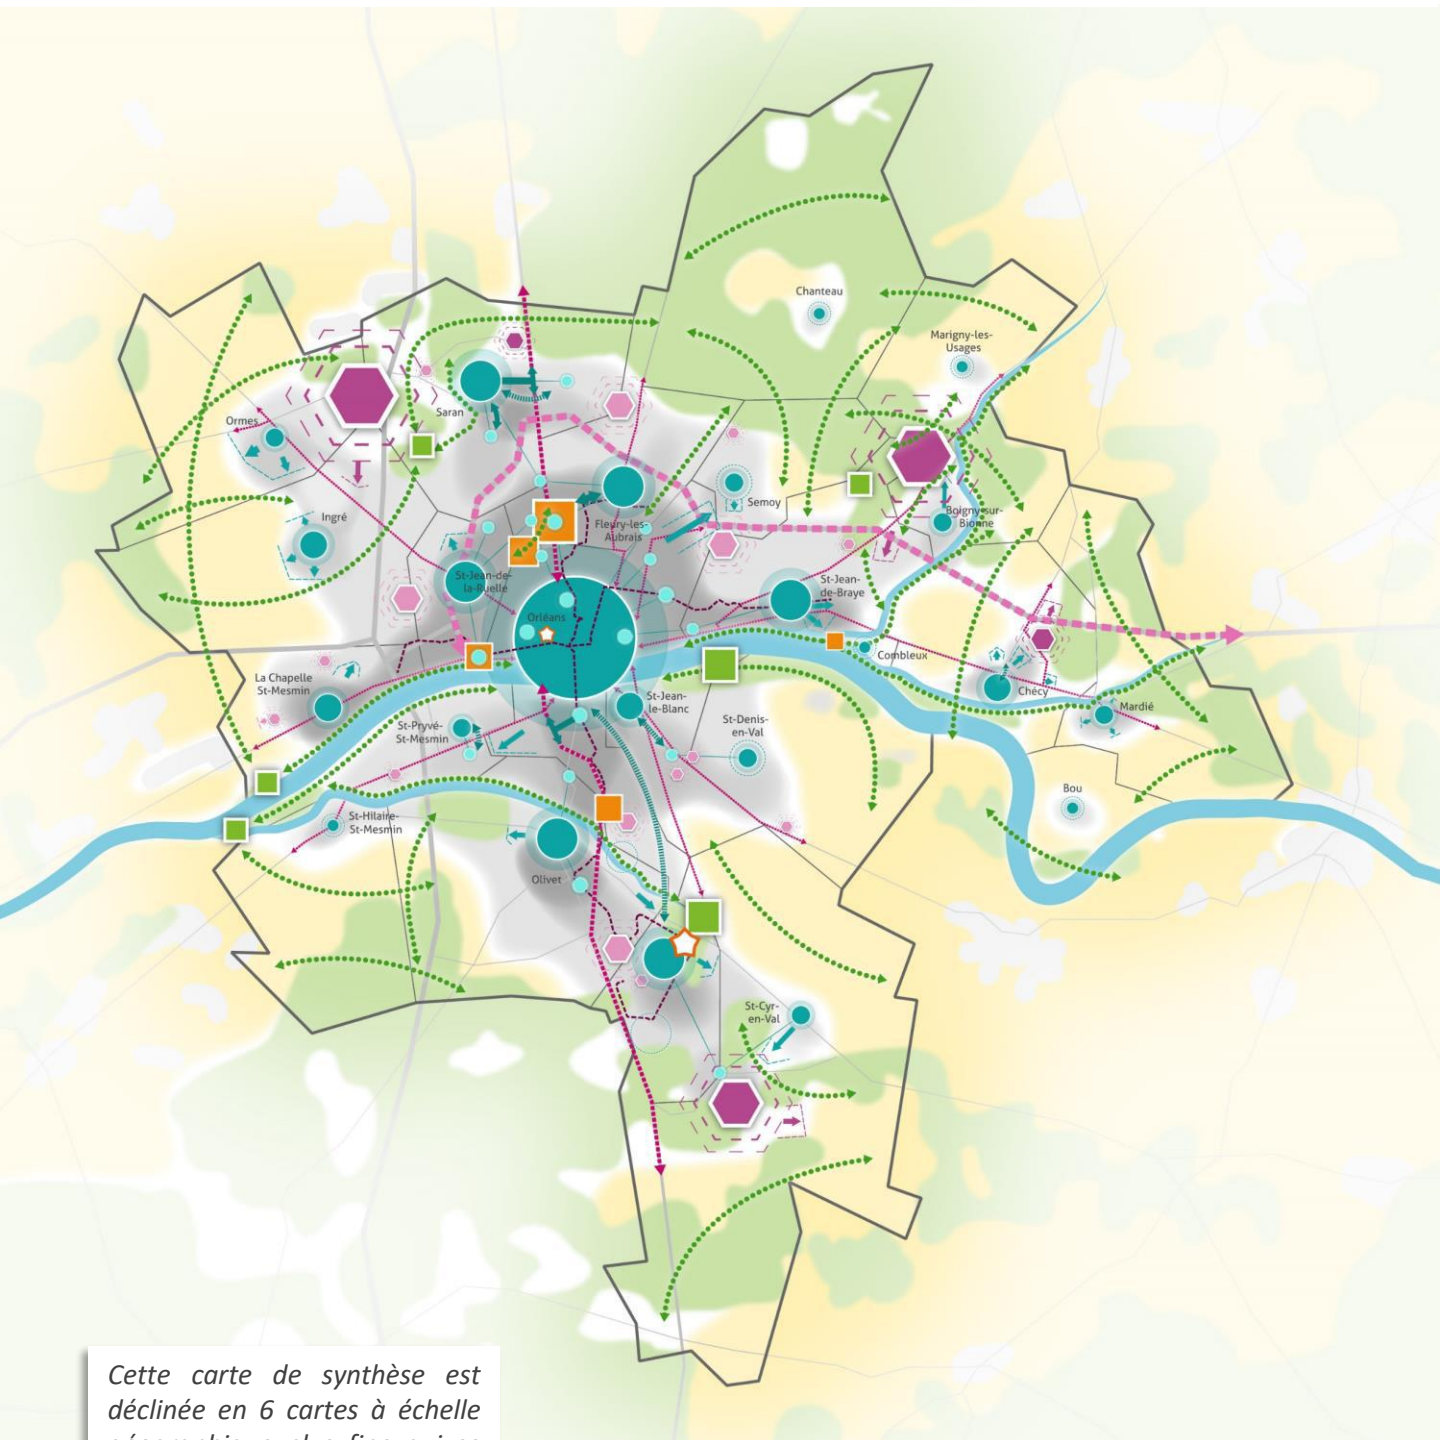 Chanteau
Marigny-les-
Usages
Saran
Ormes
Semoy
Ingré
Fleury-les-
Aubrais
Boigny-sur-
Bionne
St-Jean-de-
la-Ruelle
St-Jean-
de-Braye
Orléans
Combleux
La Chapelle
St-Mesmin
Chécy
St-Jean-
le-Blanc
Mardié
St-Pryvé-
St-Mesmin
St-Denis-
en-Val
Bou
St-Hilaire-
St-Mesmin
Olivet
St-Cyr-
en-Val
Cette carte de synthèse est
déclinée en 6 cartes à échelle